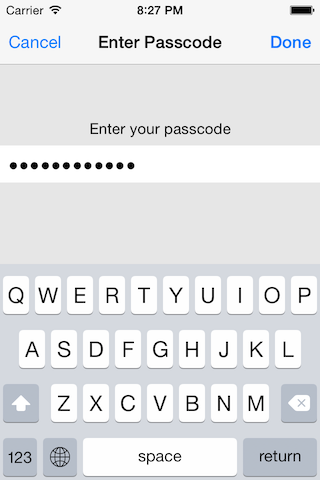 Carrier 8:27 PM
Cancel Enter Passcode Done
Enter your passcode
••••••••••••
Q W E R T Y U I O P
A S D F G H J K L
Z X C V B N M
123 space return